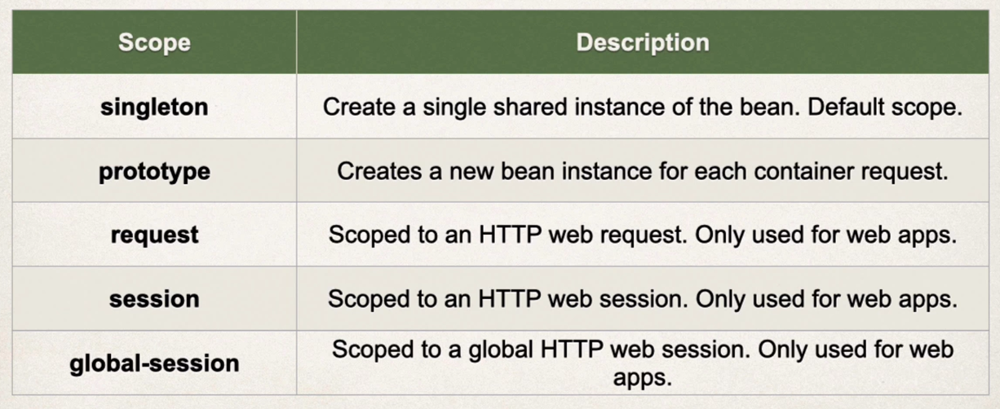 Scope Description
singleton Create a single shared instance of the bean. Default scope.
prototype Creates a new bean instance for each container request.
request Scoped to an HTTP web request. Only used for web apps.
session Scoped to an HTTP web session. Only used for web apps.
global-session Scoped to a global HTTP web session. Only used for web
apps.